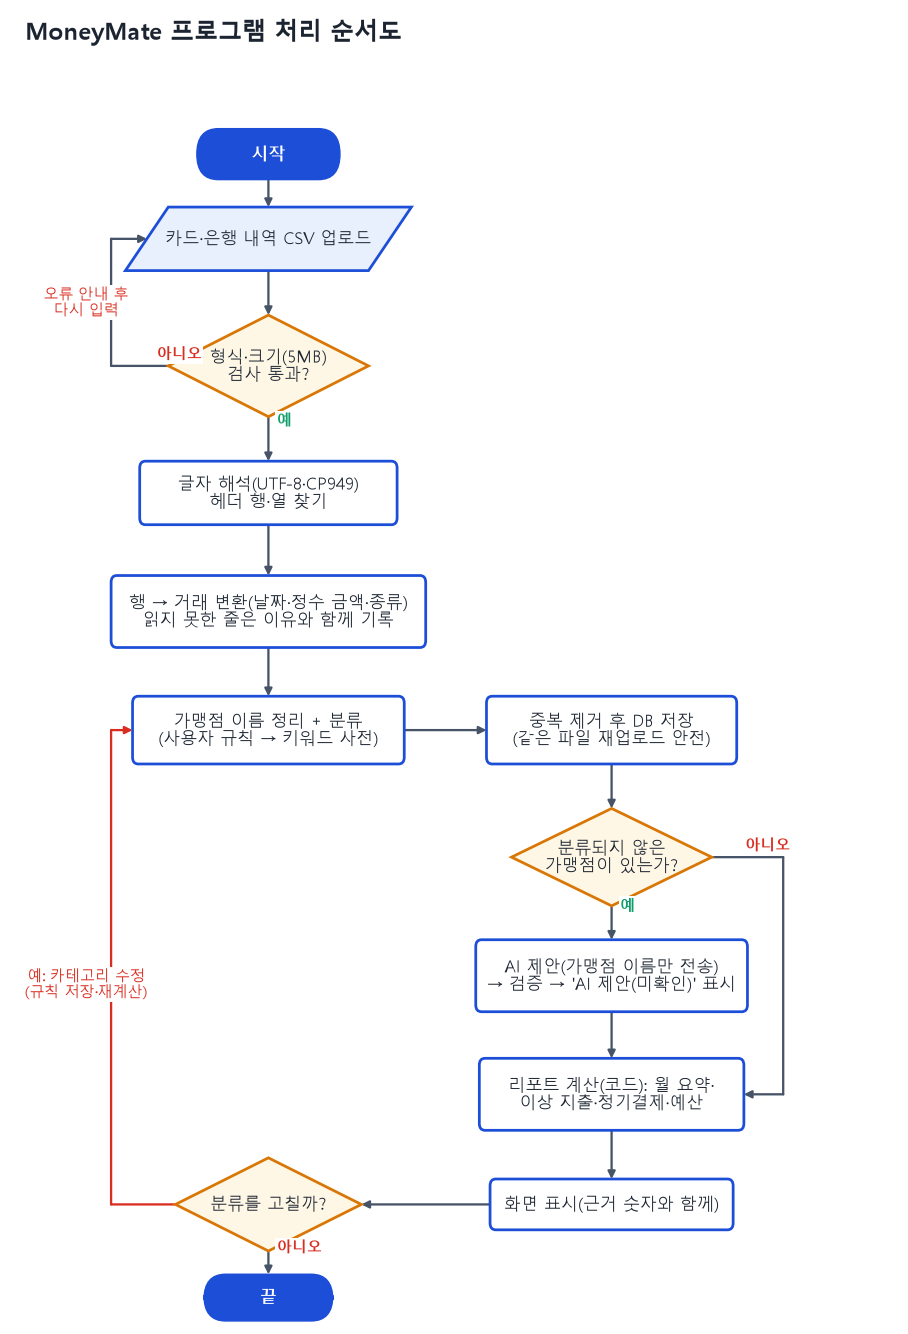 MoneyMate 프로그램 처리 순서도
시작
카드·은행 내역 CSV 업로드
오류 안내 후
다시 입력
아니오
형식·크기(5MB)
검사 통과?
예
글자 해석(UTF-8·CP949)
헤더 행·열 찾기
행 → 거래 변환(날짜·정수 금액·종류)
읽지 못한 줄은 이유와 함께 기록
가맹점 이름 정리 + 분류
(사용자 규칙 → 키워드 사전)
중복 제거 후 DB 저장
(같은 파일 재업로드 안전)
분류되지 않은
가맹점이 있는가?
아니오
예
AI 제안(가맹점 이름만 전송)
→ 검증 → 'AI 제안(미확인)' 표시
예: 카테고리 수정
(규칙 저장·재계산)
리포트 계산(코드): 월 요약·
이상 지출·정기결제·예산
화면 표시(근거 숫자와 함께)
분류를 고칠까?
아니오
끝